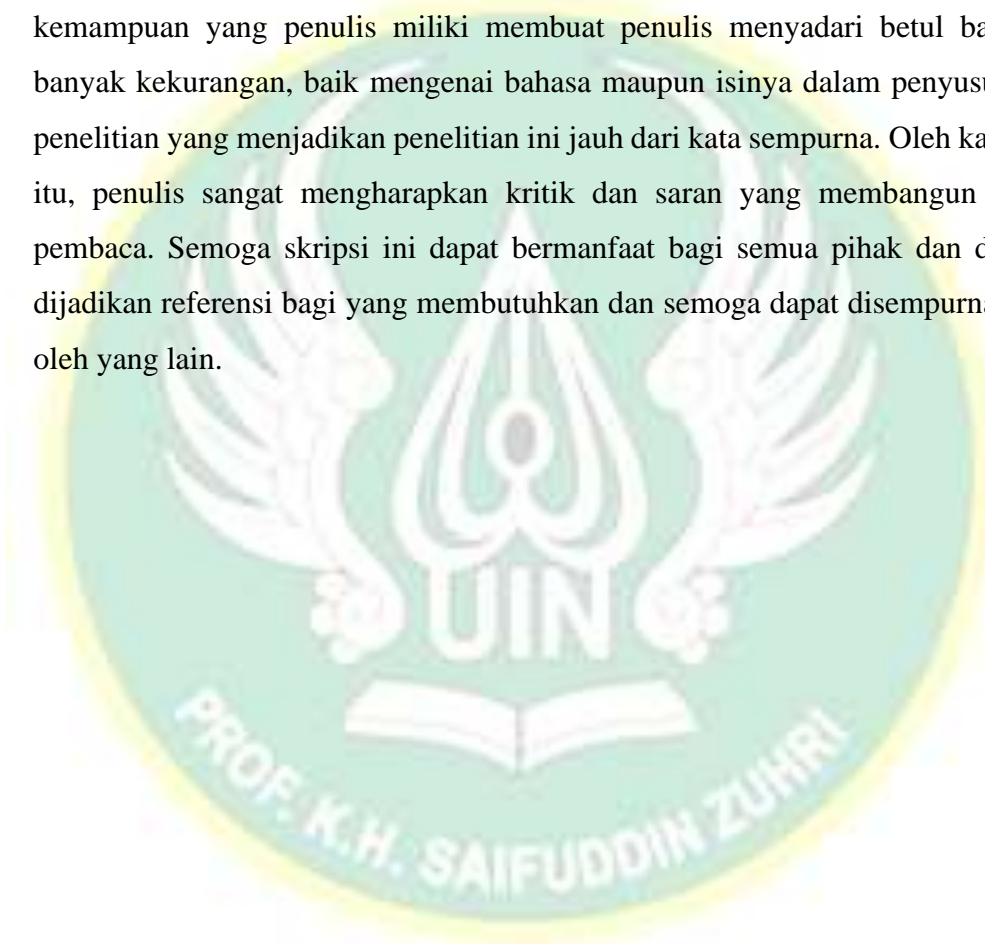 kemampuan yang penulis miliki membuat penulis menyadari betul ba
banyak kekurangan, baik mengenai bahasa maupun isinya dalam penyusu
penelitian yang menjadikan penelitian ini jauh dari kata sempurna. Oleh ka
itu, penulis sangat mengharapkan kritik dan saran yang membangun
pembaca. Semoga skripsi ini dapat bermanfaat bagi semua pihak dan d
dijadikan referensi bagi yang membutuhkan dan semoga dapat disempurna
oleh yang lain.
UIN
PROF. K.H. SAIFUDDIN ZUHRI